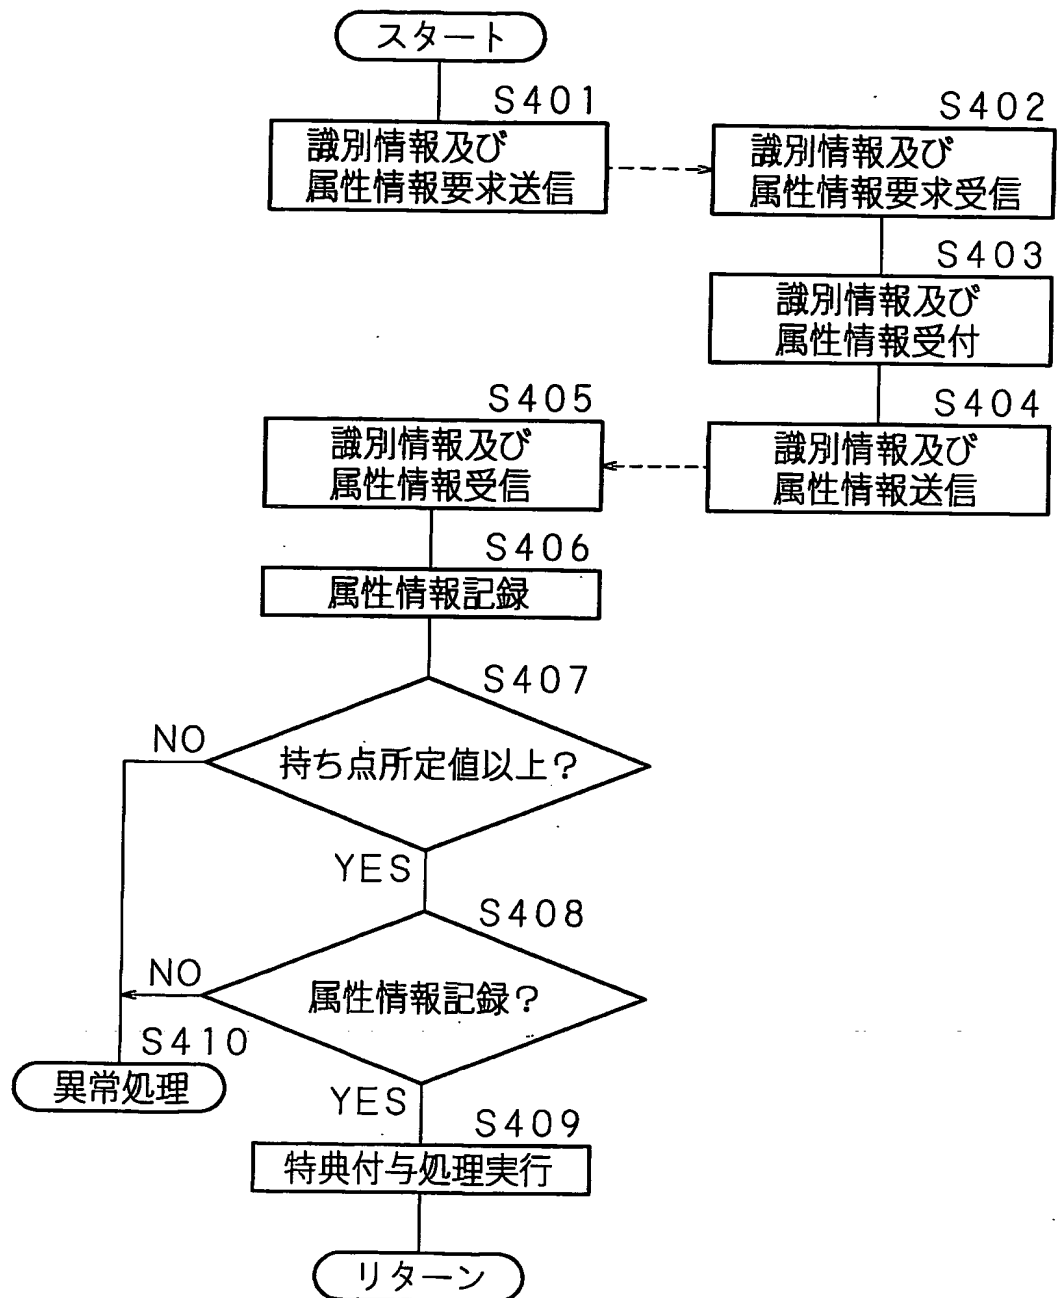 スタート
S401
識別情報及び
属性情報要求送信
S402
識別情報及び
属性情報要求受信
S403
識別情報及び
属性情報受付
S404
識別情報及び
属性情報送信
S405
識別情報及び
属性情報受信
S406
属性情報記録
S407
持ち点所定値以上?
NO
YES
S408
属性情報記録?
NO
YES
S410
異常処理
S409
特典付与処理実行
リターン